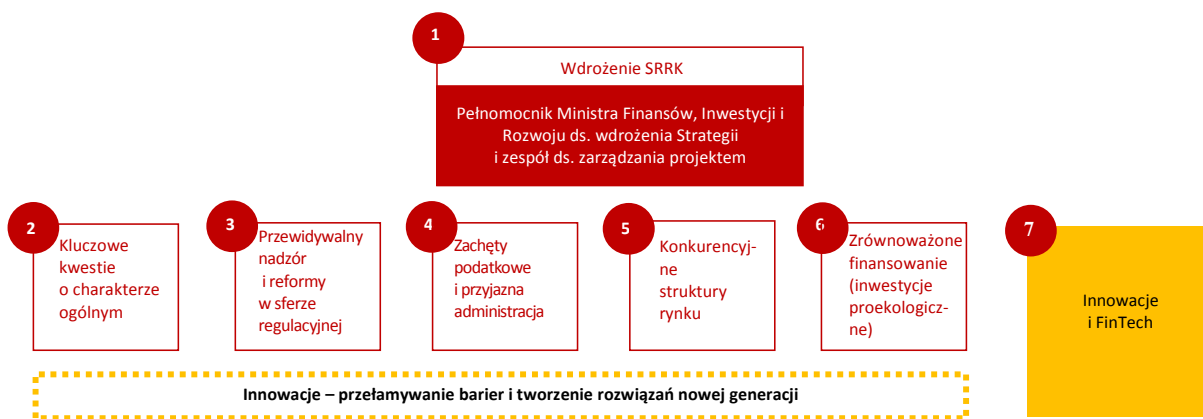 1
Wdrożenie SRRK
Pełnomocnik Ministra Finansów, Inwestycji i
Rozwoju ds. wdrożenia Strategii
i zespół ds. zarządzania projektem
2
Kluczowe
kwestie
o charakterze
ogólnym
3
Przewidywalny
nadzór
i reformy
w sferze
regulacyjnej
4
Zachęty
podatkowe
i przyjazna
administracja
5
Konkurencyj-
ne
struktury
rynku
6
Zrównoważone
finansowanie
(inwestycje
proekologicz-
ne)
7
Innowacje
i FinTech
Innowacje – przełamywanie barier i tworzenie rozwiązań nowej generacji